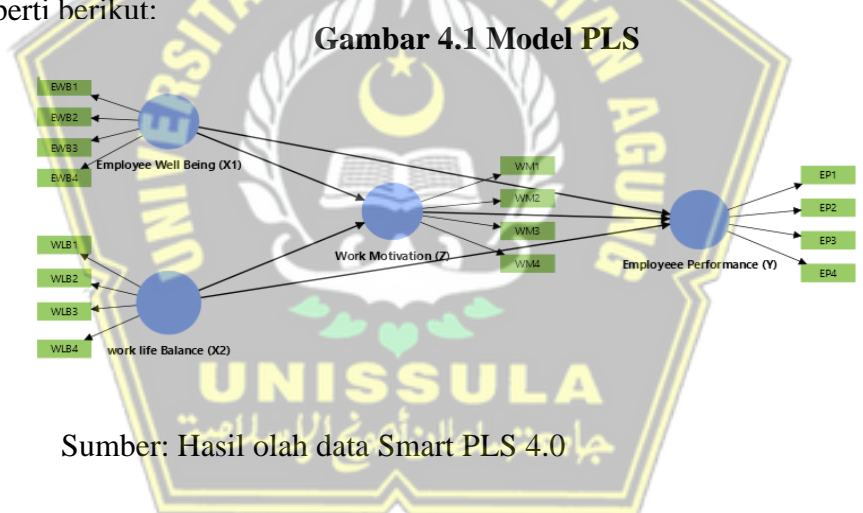 perti berikut:
Gambar 4.1 Model PLS
EWB1
EWB2
EWB3
EWB4
Employee Well Being (X1)
WLB1
WLB2
WLB3
WLB4
work life Balance (X2)
Work Motivation (Z)
WM1
WM2
WM3
WM4
EP1
EP2
EP3
EP4
Employeee Performance (Y)
UNIVERSITAS
AGUNG
UNISSULA
Sumber: Hasil olah data Smart PLS 4.0